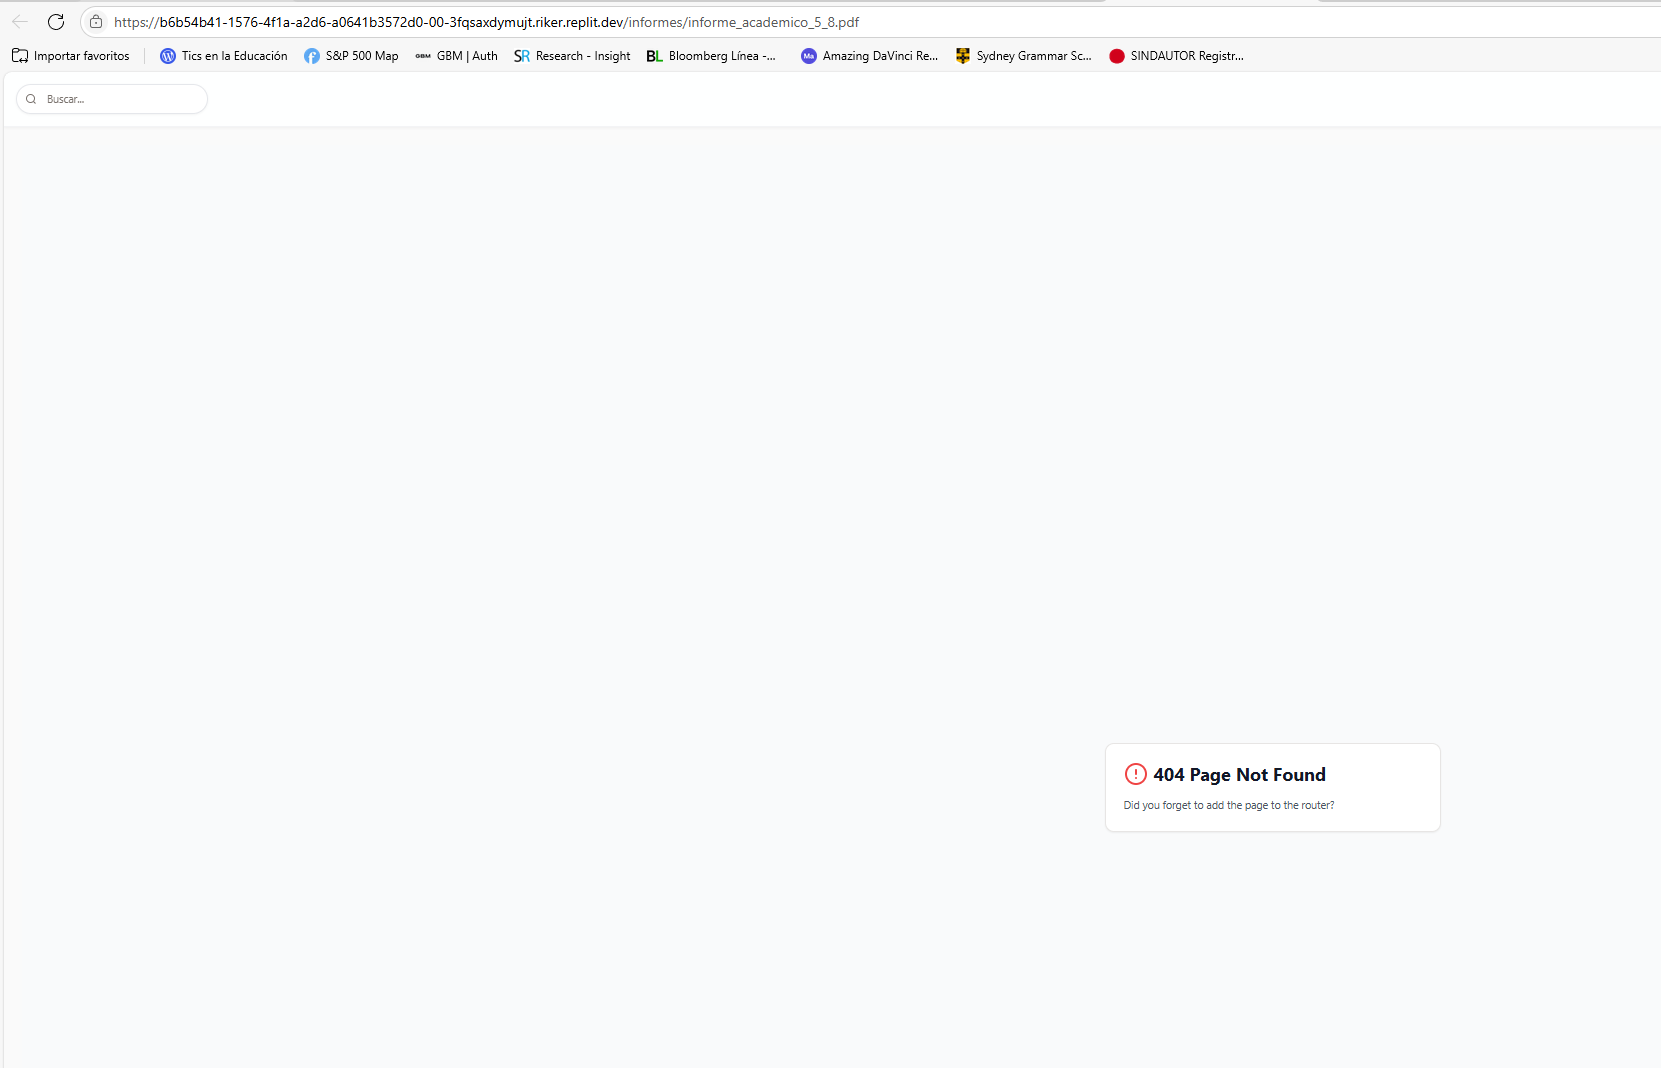 https://b6b54b41-1576-4f1a-a2d6-a0641b3572d0-00-3fqsaxdymujt.riker.replit.dev/informes/informe_academico_5_8.pdf
Importar favoritos Tics en la Educación S&P 500 Map GBM GBM | Auth SR Research - Insight BL Bloomberg Línea -... Ma Amazing DaVinci Re... Sydney Grammar Sc... SINDAUTOR Registr...
Buscar...
404 Page Not Found
Did you forget to add the page to the router?